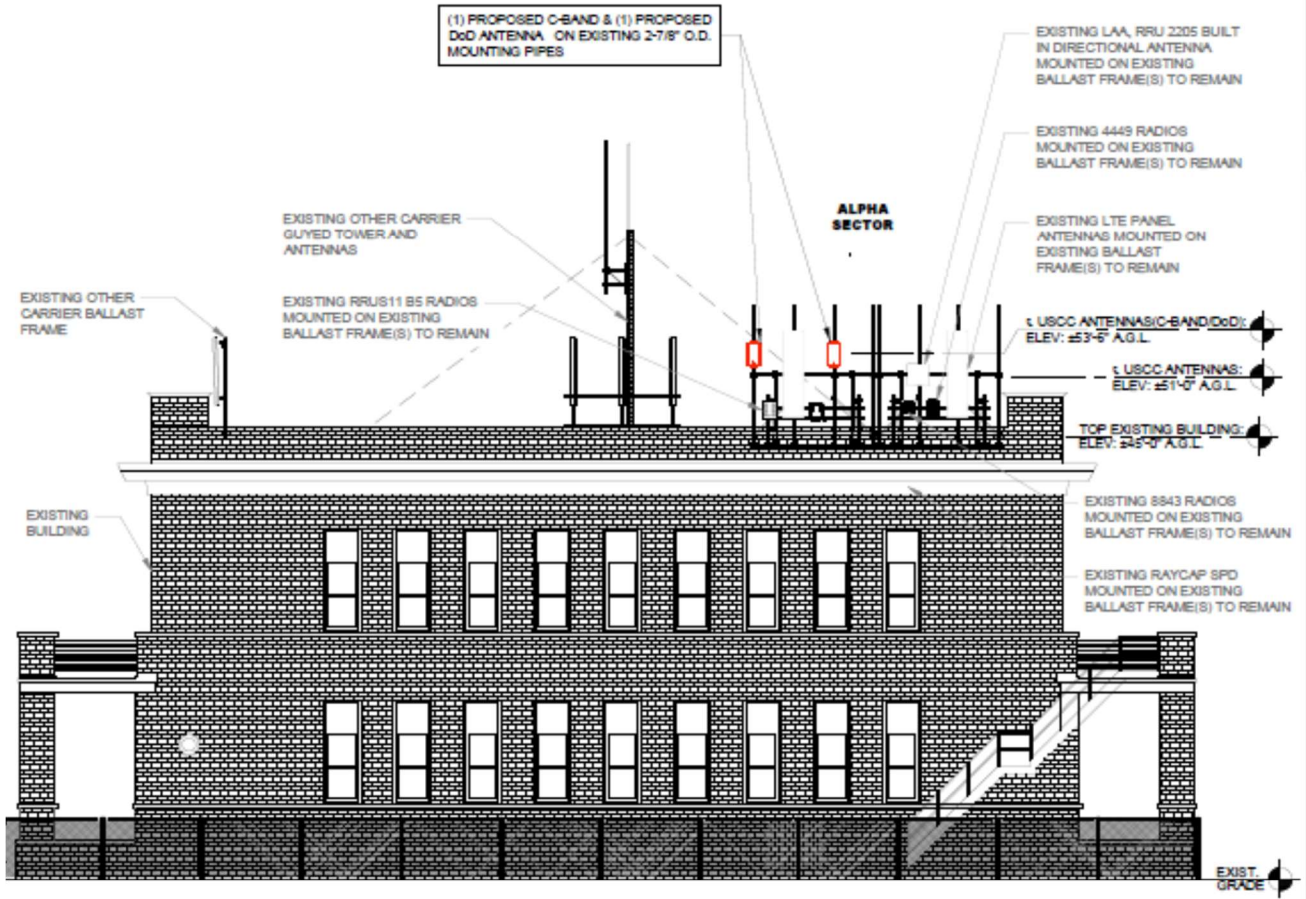 (1) PROPOSED C-BAND & (1) PROPOSED
DoD ANTENNA ON EXISTING 2-7/8" O.D.
MOUNTING PIPES
EXISTING LAA, RRU 2205 BUILT
IN DIRECTIONAL ANTENNA
MOUNTED ON EXISTING
BALLAST FRAME(S) TO REMAIN
EXISTING 4449 RADIOS
MOUNTED ON EXISTING
BALLAST FRAME(S) TO REMAIN
ALPHA
SECTOR
EXISTING OTHER CARRIER
GUYED TOWER AND
ANTENNAS
EXISTING LTE PANEL
ANTENNAS MOUNTED ON
EXISTING BALLAST
FRAME(S) TO REMAIN
EXISTING OTHER
CARRIER BALLAST
FRAME
EXISTING RRUS11 B5 RADIOS
MOUNTED ON EXISTING
BALLAST FRAME(S) TO REMAIN
USCC ANTENNAS(C-BAND/DoD):
ELEV: ±53'-6" A.G.L.
USCC ANTENNAS:
ELEV: ±51'-0" A.G.L.
TOP EXISTING BUILDING:
ELEV: A.G.L.
EXISTING
BUILDING
EXISTING 8843 RADIOS
MOUNTED ON EXISTING
BALLAST FRAME(S) TO REMAIN
EXISTING RAYCAP SPD
MOUNTED ON EXISTING
BALLAST FRAME(S) TO REMAIN
EXIST.
GRADE